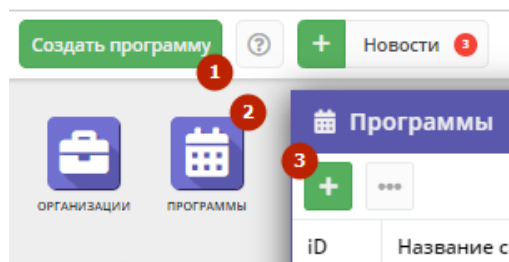 Создать программу
?
+
Новости
3
1
2
Программы
3
+
•••
ОРГАНИЗАЦИИ
ПРОГРАММЫ
iD
Название с